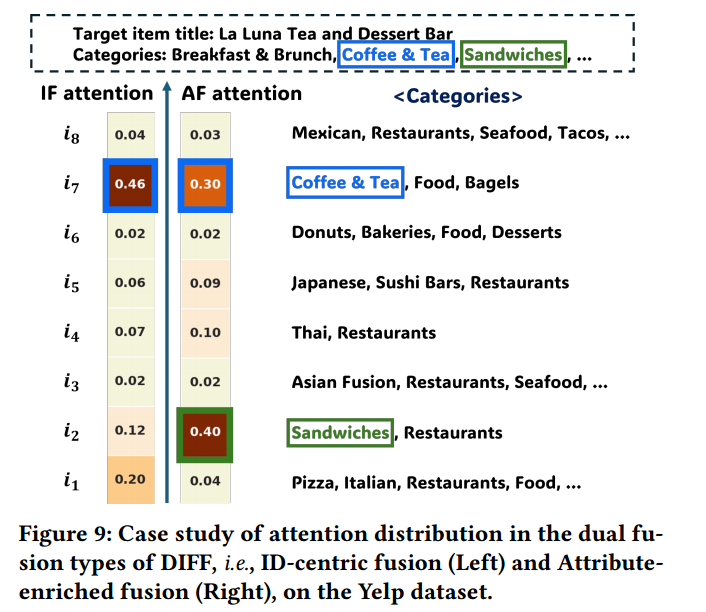 Target item title: La Luna Tea and Dessert Bar
Categories: Breakfast & Brunch, Coffee & Tea, Sandwiches, ...
IF attention AF attention <Categories>
i8 0.04 0.03 Mexican, Restaurants, Seafood, Tacos, ...
i7 0.46 0.30 Coffee & Tea, Food, Bagels
i6 0.02 0.02 Donuts, Bakeries, Food, Desserts
i5 0.06 0.09 Japanese, Sushi Bars, Restaurants
i4 0.07 0.10 Thai, Restaurants
i3 0.02 0.02 Asian Fusion, Restaurants, Seafood, ...
i2 0.12 0.40 Sandwiches, Restaurants
i1 0.20 0.04 Pizza, Italian, Restaurants, Food, ...
Figure 9: Case study of attention distribution in the dual fu-
sion types of DIFF, i.e., ID-centric fusion (Left) and Attribute-
enriched fusion (Right), on the Yelp dataset.